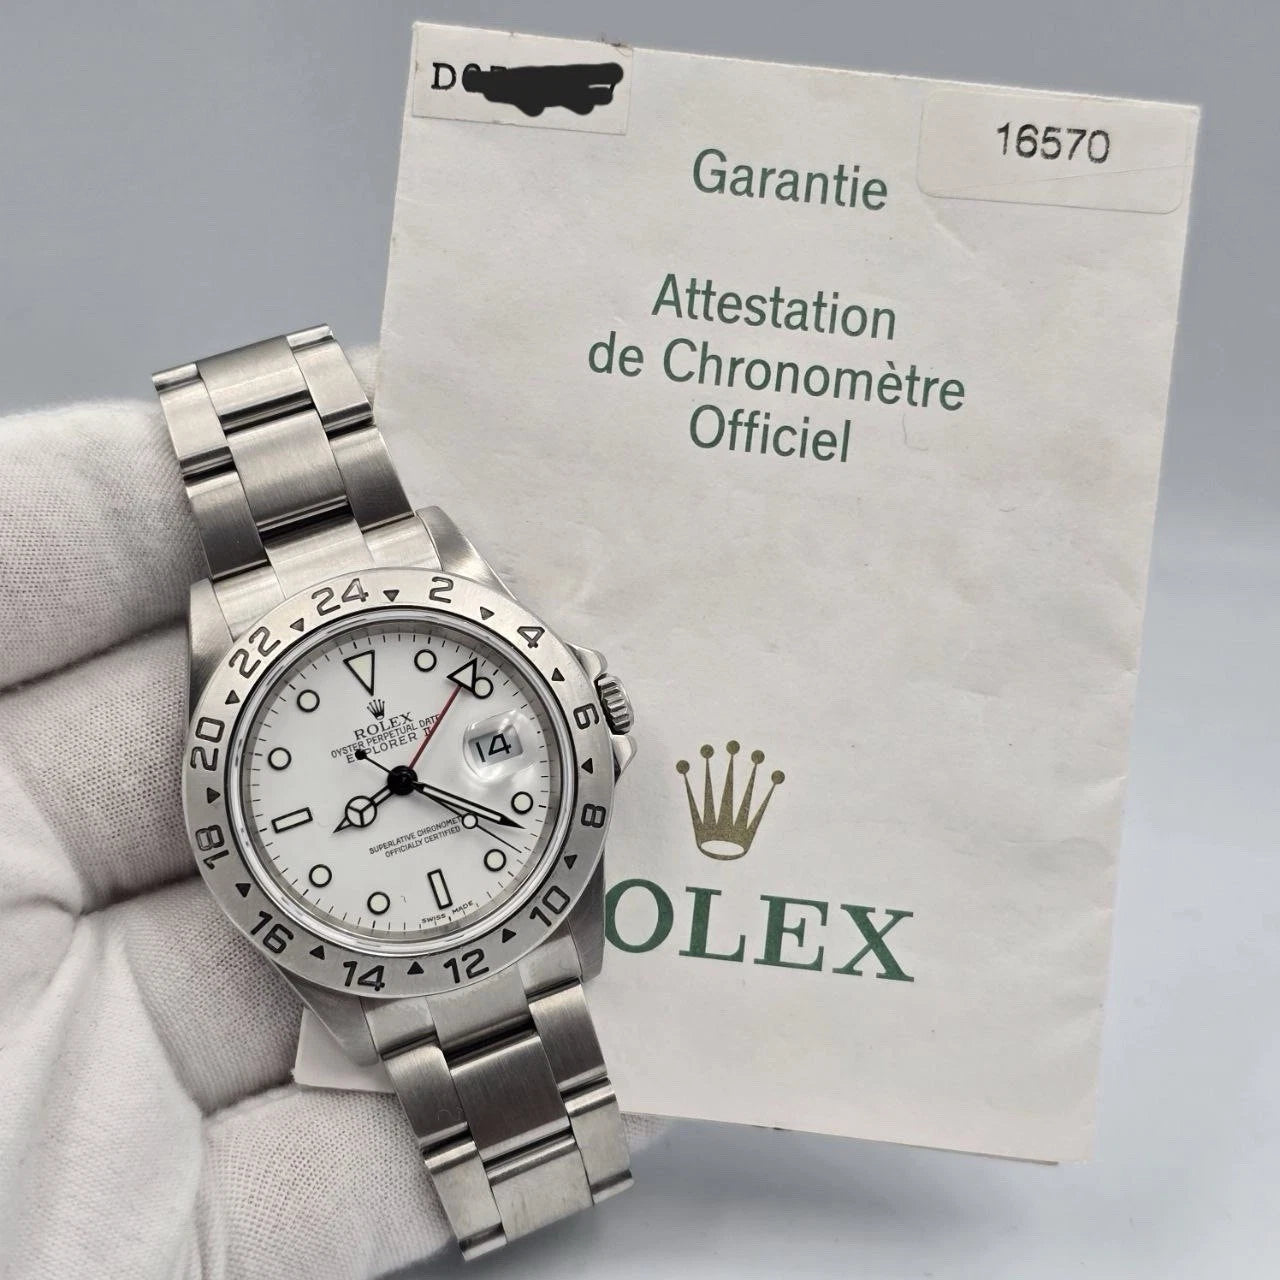 16570
Garantie
Attestation
de Chronomètre
Officiel
ROLEX
24
2
4
6
8
10
12
14
16
18
20
22
ROLEX
OYSTER PERPETUAL DATE
EXPLORER II
14
SUPERLATIVE CHRONOMETER
OFFICIALLY CERTIFIED
SWISS MADE